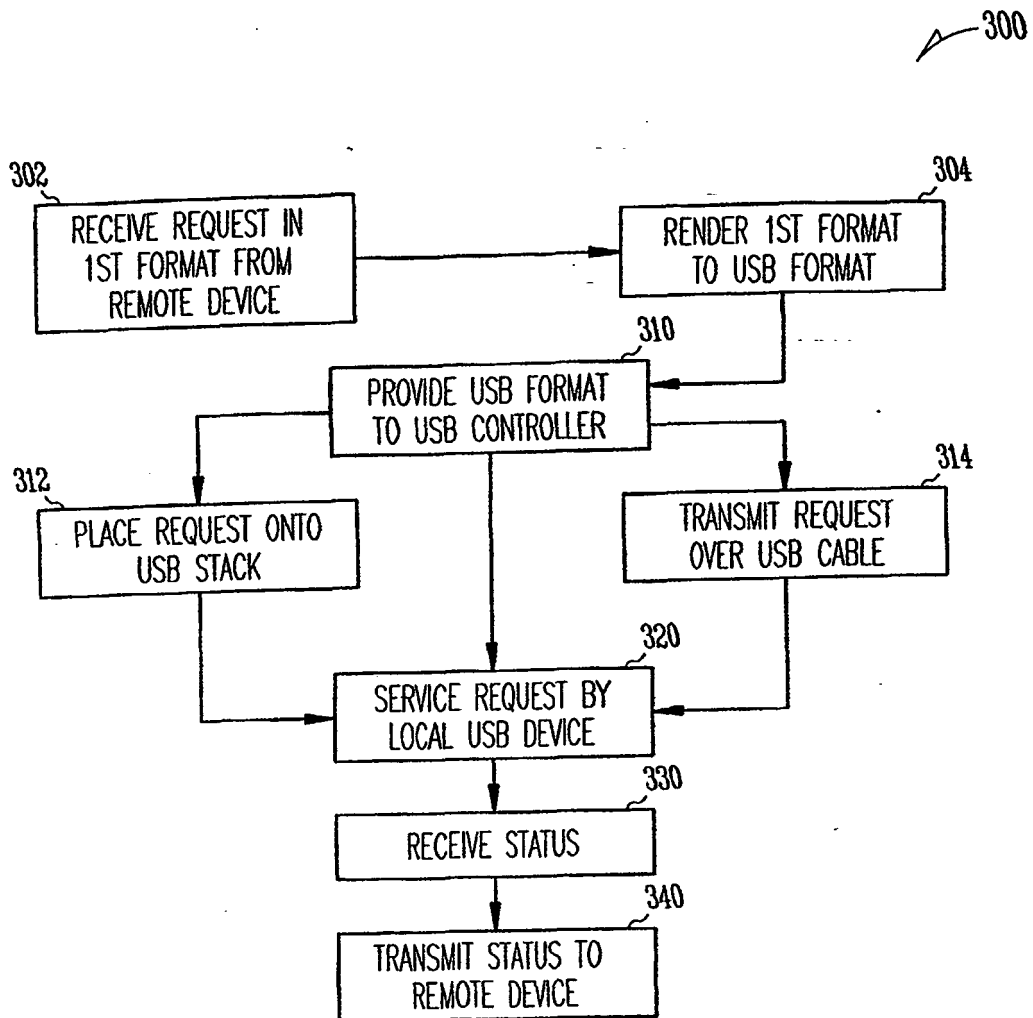 300
302
RECEIVE REQUEST IN
1ST FORMAT FROM
REMOTE DEVICE
304
RENDER 1ST FORMAT
TO USB FORMAT
310
PROVIDE USB FORMAT
TO USB CONTROLLER
312
PLACE REQUEST ONTO
USB STACK
314
TRANSMIT REQUEST
OVER USB CABLE
320
SERVICE REQUEST BY
LOCAL USB DEVICE
330
RECEIVE STATUS
340
TRANSMIT STATUS TO
REMOTE DEVICE